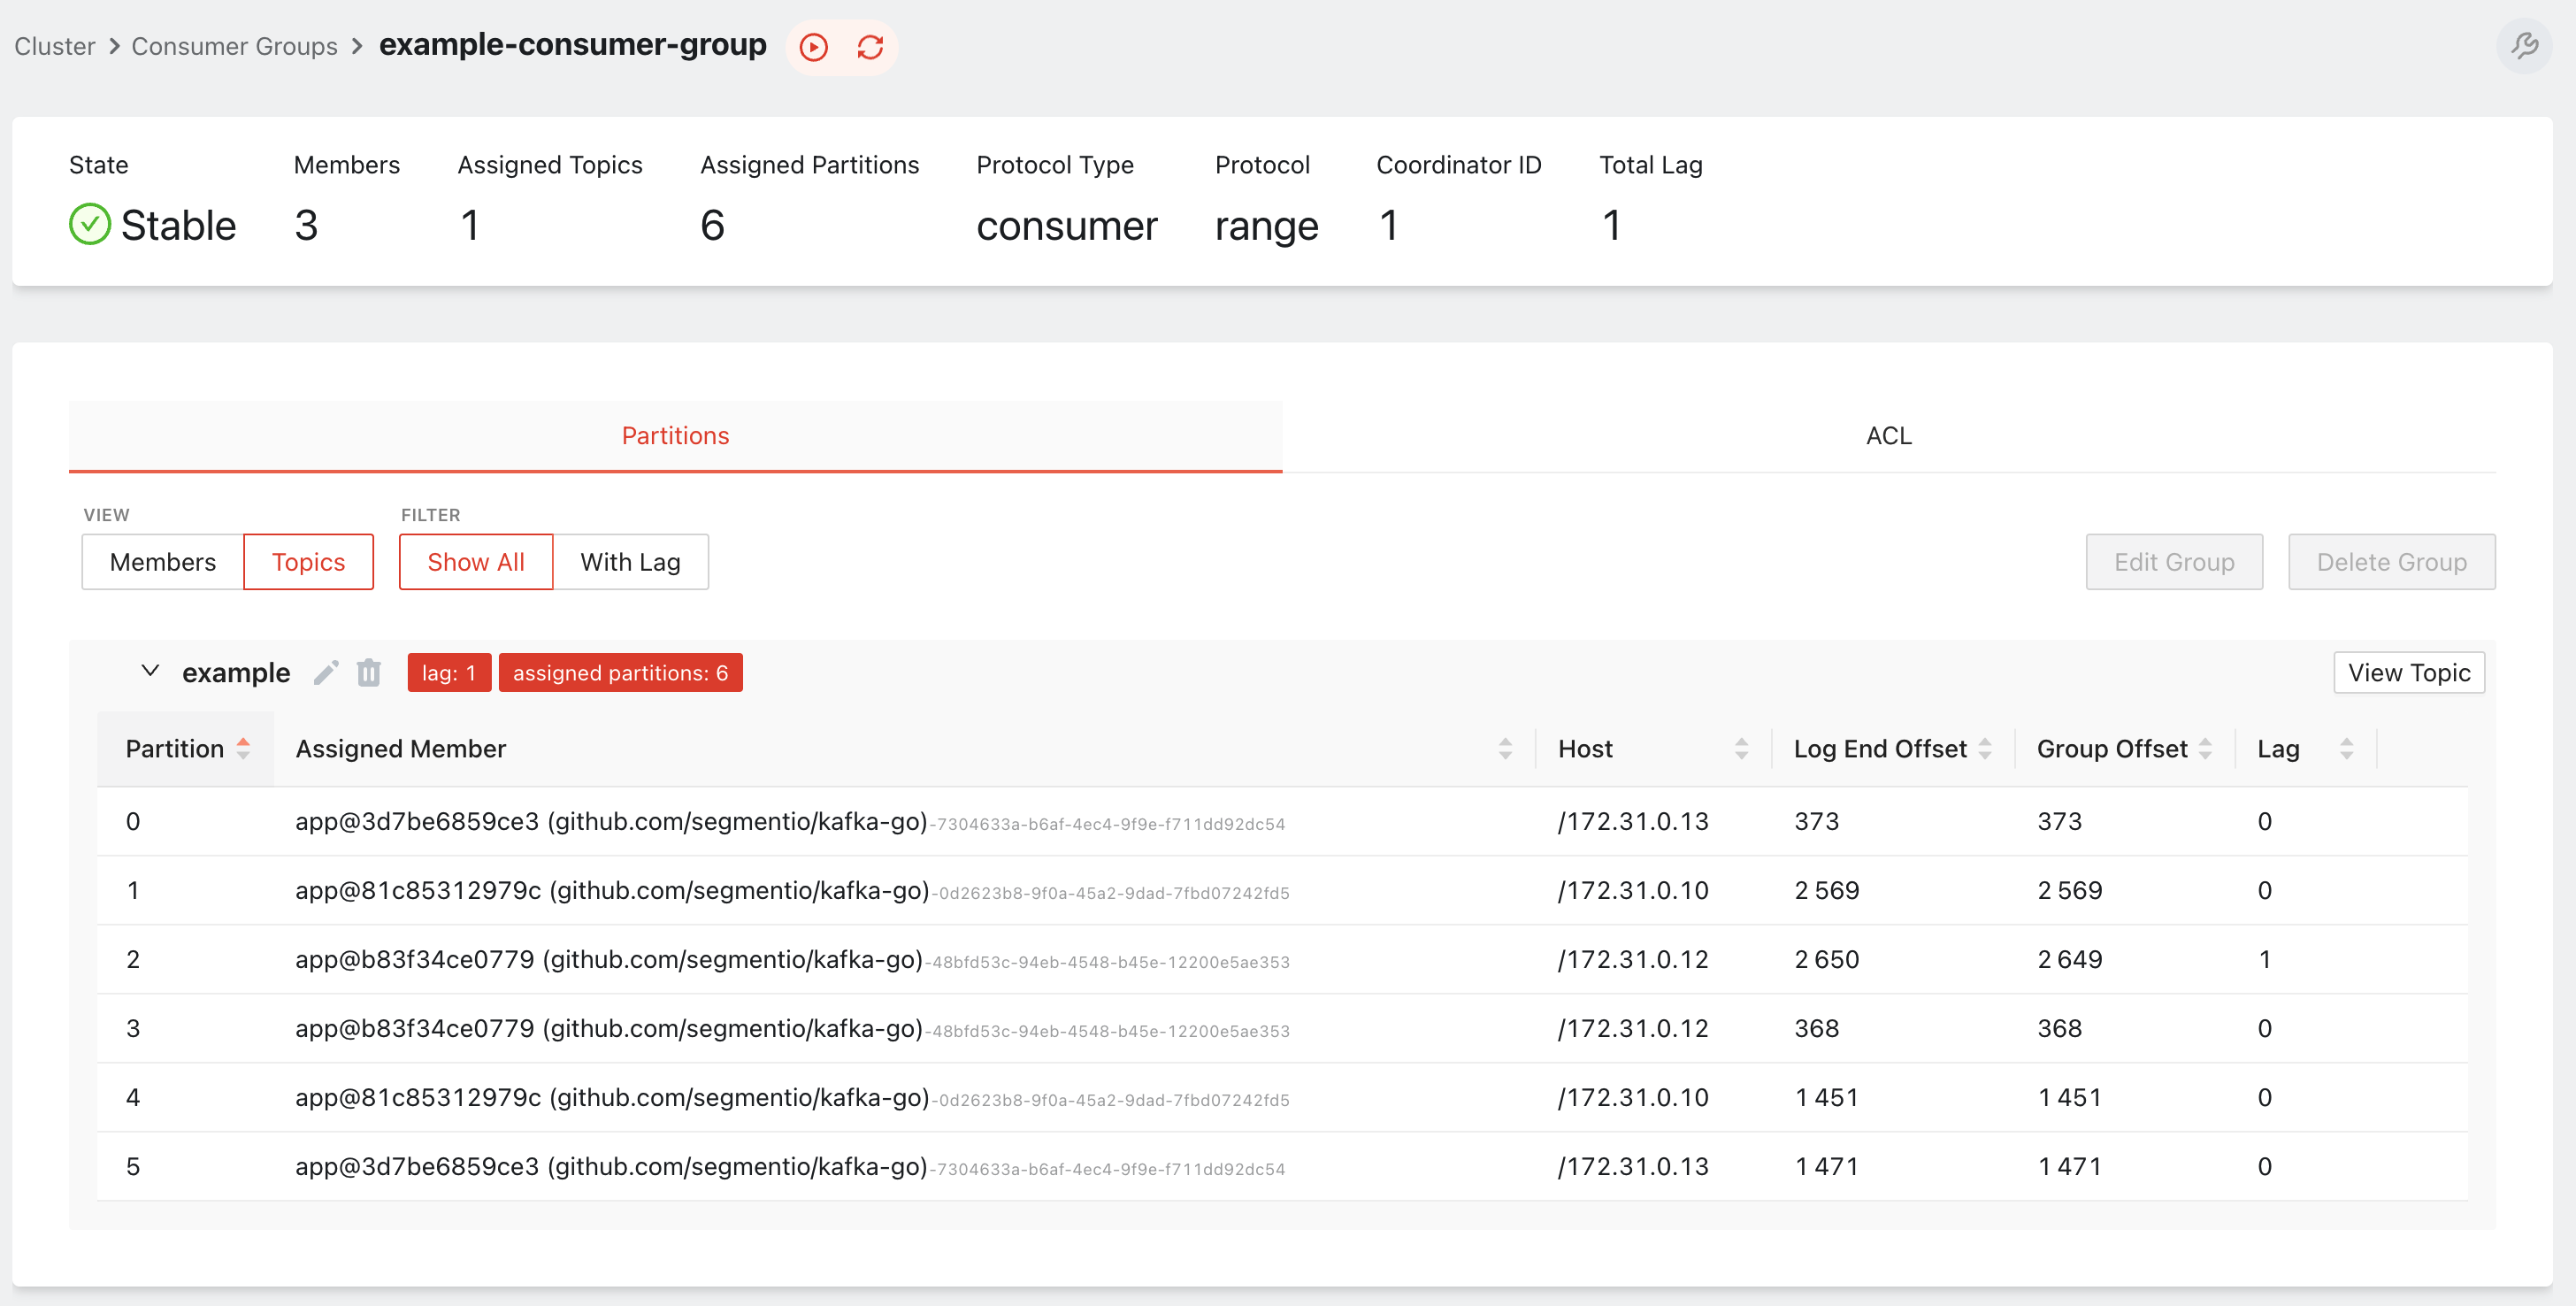 Cluster > Consumer Groups > example-consumer-group
State Members Assigned Topics Assigned Partitions Protocol Type Protocol Coordinator ID Total Lag
Stable 3 1 6 consumer range 1 1
Partitions ACL
VIEW FILTER
Members Topics Show All With Lag Edit Group Delete Group
example lag: 1 assigned partitions: 6 View Topic
Partition Assigned Member Host Log End Offset Group Offset Lag
0 app@3d7be6859ce3 (github.com/segmentio/kafka-go)-7304633a-b6af-4ec4-9f9e-f711dd92dc54 /172.31.0.13 373 373 0
1 app@81c85312979c (github.com/segmentio/kafka-go)-0d2623b8-9f0a-45a2-9dad-7fbd07242fd5 /172.31.0.10 2 569 2 569 0
2 app@b83f34ce0779 (github.com/segmentio/kafka-go)-48bfd53c-94eb-4548-b45e-12200e5ae353 /172.31.0.12 2 650 2 649 1
3 app@b83f34ce0779 (github.com/segmentio/kafka-go)-48bfd53c-94eb-4548-b45e-12200e5ae353 /172.31.0.12 368 368 0
4 app@81c85312979c (github.com/segmentio/kafka-go)-0d2623b8-9f0a-45a2-9dad-7fbd07242fd5 /172.31.0.10 1 451 1 451 0
5 app@3d7be6859ce3 (github.com/segmentio/kafka-go)-7304633a-b6af-4ec4-9f9e-f711dd92dc54 /172.31.0.13 1 471 1 471 0